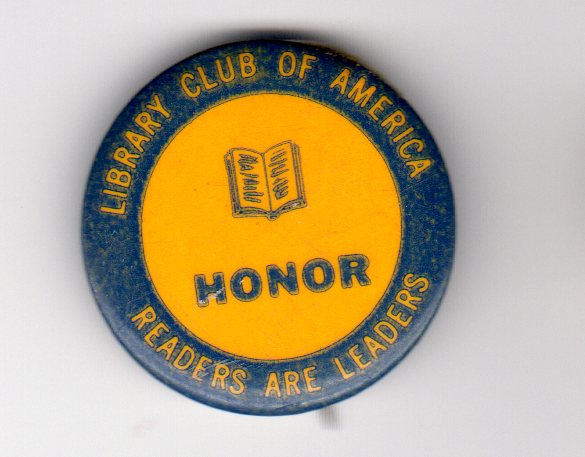 LIBRARY CLUB OF AMERICA
HONOR
READERS ARE LEADERS